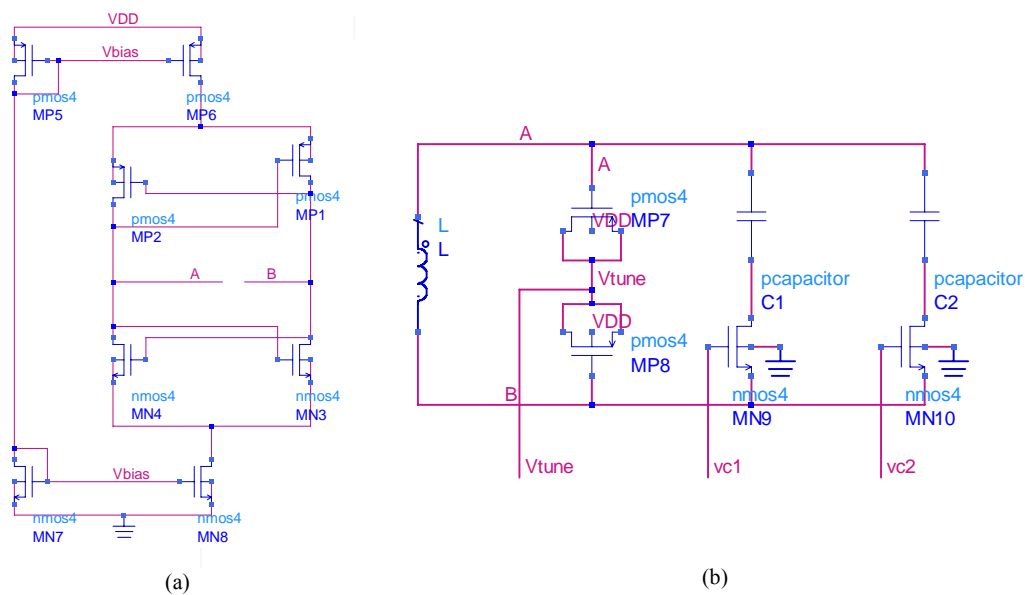 VDD
Vbias
pmos4
MP5
pmos4
MP6
pmos4
MP1
pmos4
MP2
A
B
nmos4
MN4
nmos4
MN3
Vbias
nmos4
MN7
nmos4
MN8
(a)
A
A
pmos4
VDD
MP7
L
L
Vtune
VDD
pmos4
MP8
pcapacitor
C1
pcapacitor
C2
nmos4
MN9
nmos4
MN10
B
Vtune
vc1
vc2
(b)